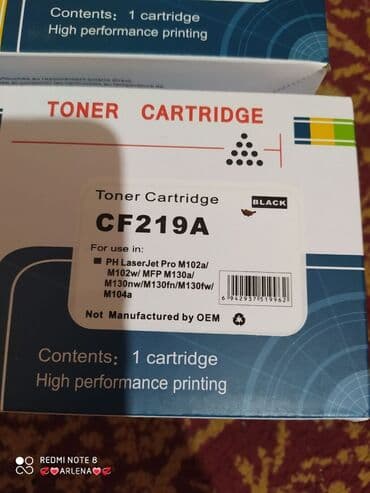 Contents: 1 cartridge
High performance printing
TONER CARTRIDGE
Toner Cartridge
BLACK
CF219A
For use in:
PH LaserJet Pro M102a/
M102w/ MFP M130a/
M130nw/M130fn/M130fw/
M104a
6942937519962
Not Manufactured by OEM
Contents: 1 cartridge
High performance printing
REDMI NOTE 8
💞❤ARLENA❤💞